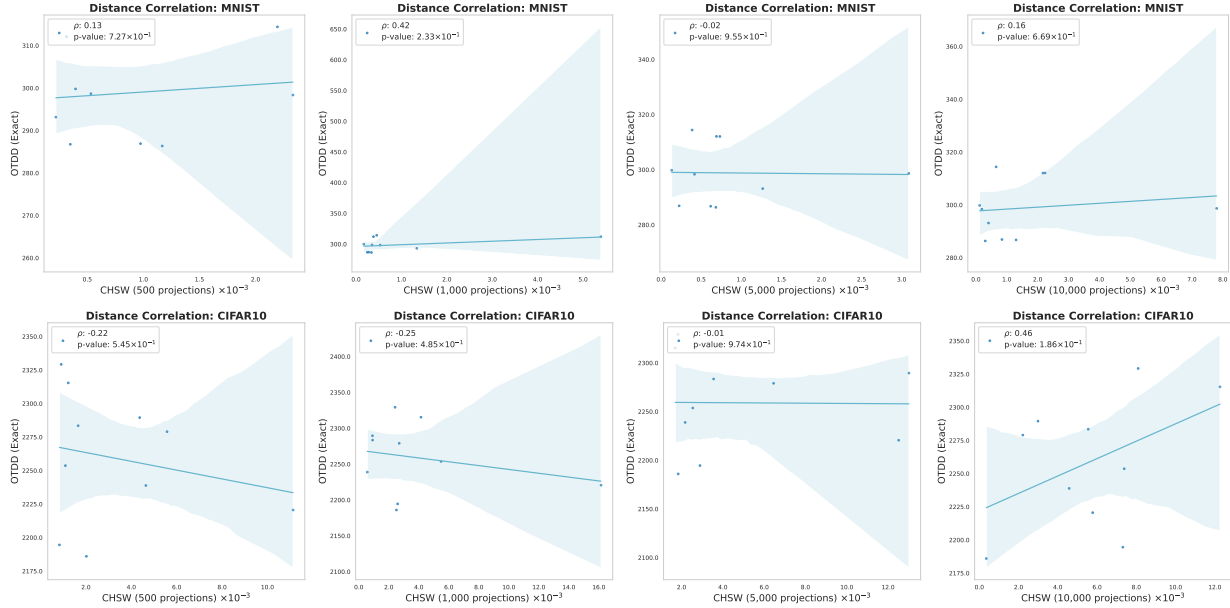 Distance Correlation: MNIST
ρ: 0.13
p-value: 7.27×10⁻¹
OTDD (Exact)
310.0
300.0
290.0
280.0
270.0
260.0
0.5
1.0
1.5
2.0
CHSW (500 projections) ×10⁻³
Distance Correlation: MNIST
ρ: 0.42
p-value: 2.33×10⁻¹
OTDD (Exact)
650.0
600.0
550.0
500.0
450.0
400.0
350.0
300.0
0.0
1.0
2.0
3.0
4.0
5.0
CHSW (1,000 projections) ×10⁻³
Distance Correlation: MNIST
ρ: -0.02
p-value: 9.55×10⁻¹
OTDD (Exact)
340.0
320.0
300.0
280.0
0.0
0.5
1.0
1.5
2.0
2.5
3.0
CHSW (5,000 projections) ×10⁻³
Distance Correlation: MNIST
ρ: 0.16
p-value: 6.69×10⁻¹
OTDD (Exact)
360.0
340.0
320.0
300.0
280.0
0.0
1.0
2.0
3.0
4.0
5.0
6.0
7.0
8.0
CHSW (10,000 projections) ×10⁻³
Distance Correlation: CIFAR10
ρ: -0.22
p-value: 5.45×10⁻¹
OTDD (Exact)
2350.0
2325.0
2300.0
2275.0
2250.0
2225.0
2200.0
2175.0
2.0
4.0
6.0
8.0
10.0
CHSW (500 projections) ×10⁻³
Distance Correlation: CIFAR10
ρ: -0.25
p-value: 4.85×10⁻¹
OTDD (Exact)
2400.0
2350.0
2300.0
2250.0
2200.0
2150.0
2100.0
0.0
2.0
4.0
6.0
8.0
10.0
12.0
14.0
16.0
CHSW (1,000 projections) ×10⁻³
Distance Correlation: CIFAR10
ρ: -0.01
p-value: 9.74×10⁻¹
OTDD (Exact)
2300.0
2250.0
2200.0
2150.0
2100.0
2.0
4.0
6.0
8.0
10.0
12.0
CHSW (5,000 projections) ×10⁻³
Distance Correlation: CIFAR10
ρ: 0.46
p-value: 1.86×10⁻¹
OTDD (Exact)
2350.0
2325.0
2300.0
2275.0
2250.0
2225.0
2200.0
2175.0
0.0
2.0
4.0
6.0
8.0
10.0
12.0
CHSW (10,000 projections) ×10⁻³